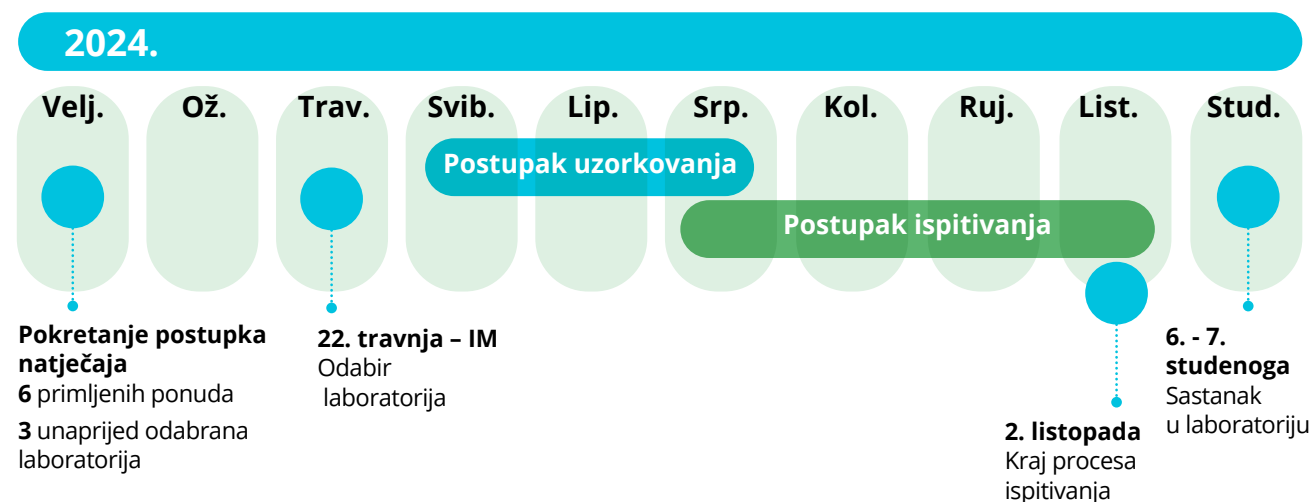 2024.
Velj.
Ož.
Trav.
Svib.
Lip.
Srp.
Kol.
Ruj.
List.
Stud.
Postupak uzorkovanja
Postupak ispitivanja
Pokretanje postupka
natječaja
6 primljenih ponuda
3 unaprijed odabrana
laboratorija
22. travnja – IM
Odabir
laboratorija
2. listopada
Kraj procesa
ispitivanja
6. - 7.
studenoga
Sastanak
u laboratoriju